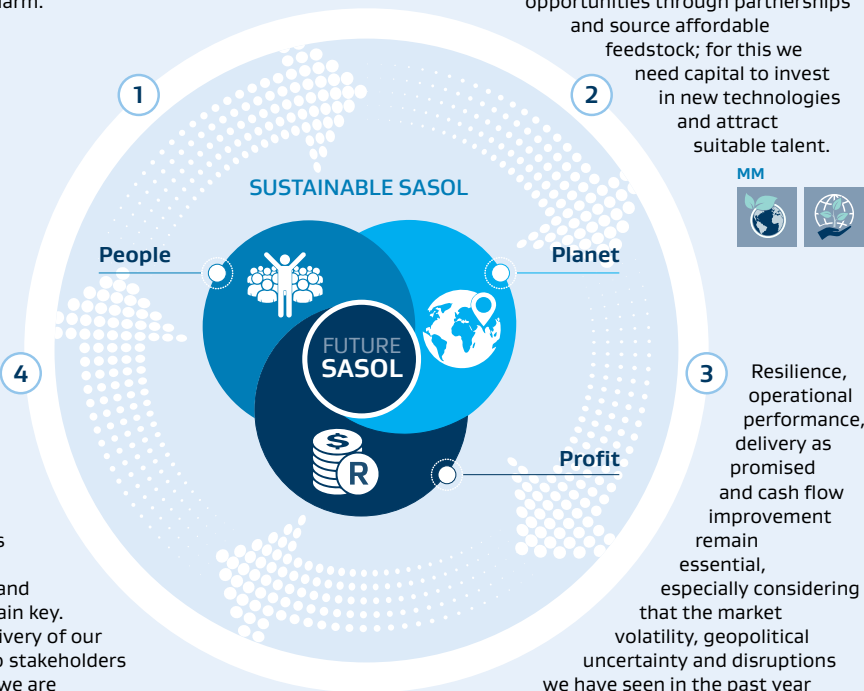 harm.
opportunities through partnerships
and source affordable
feedstock; for this we
need capital to invest
in new technologies
and attract
suitable talent.
MM
1
2
SUSTAINABLE SASOL
People
Planet
FUTURE
SASOL
$
R
Profit
4
3
Resilience,
operational
performance,
delivery as
promised
and cash flow
improvement
remain
essential,
especially considering
that the market
volatility, geopolitical
uncertainty and disruptions
we have seen in the past year
and
key.
of our
stakeholders
we are